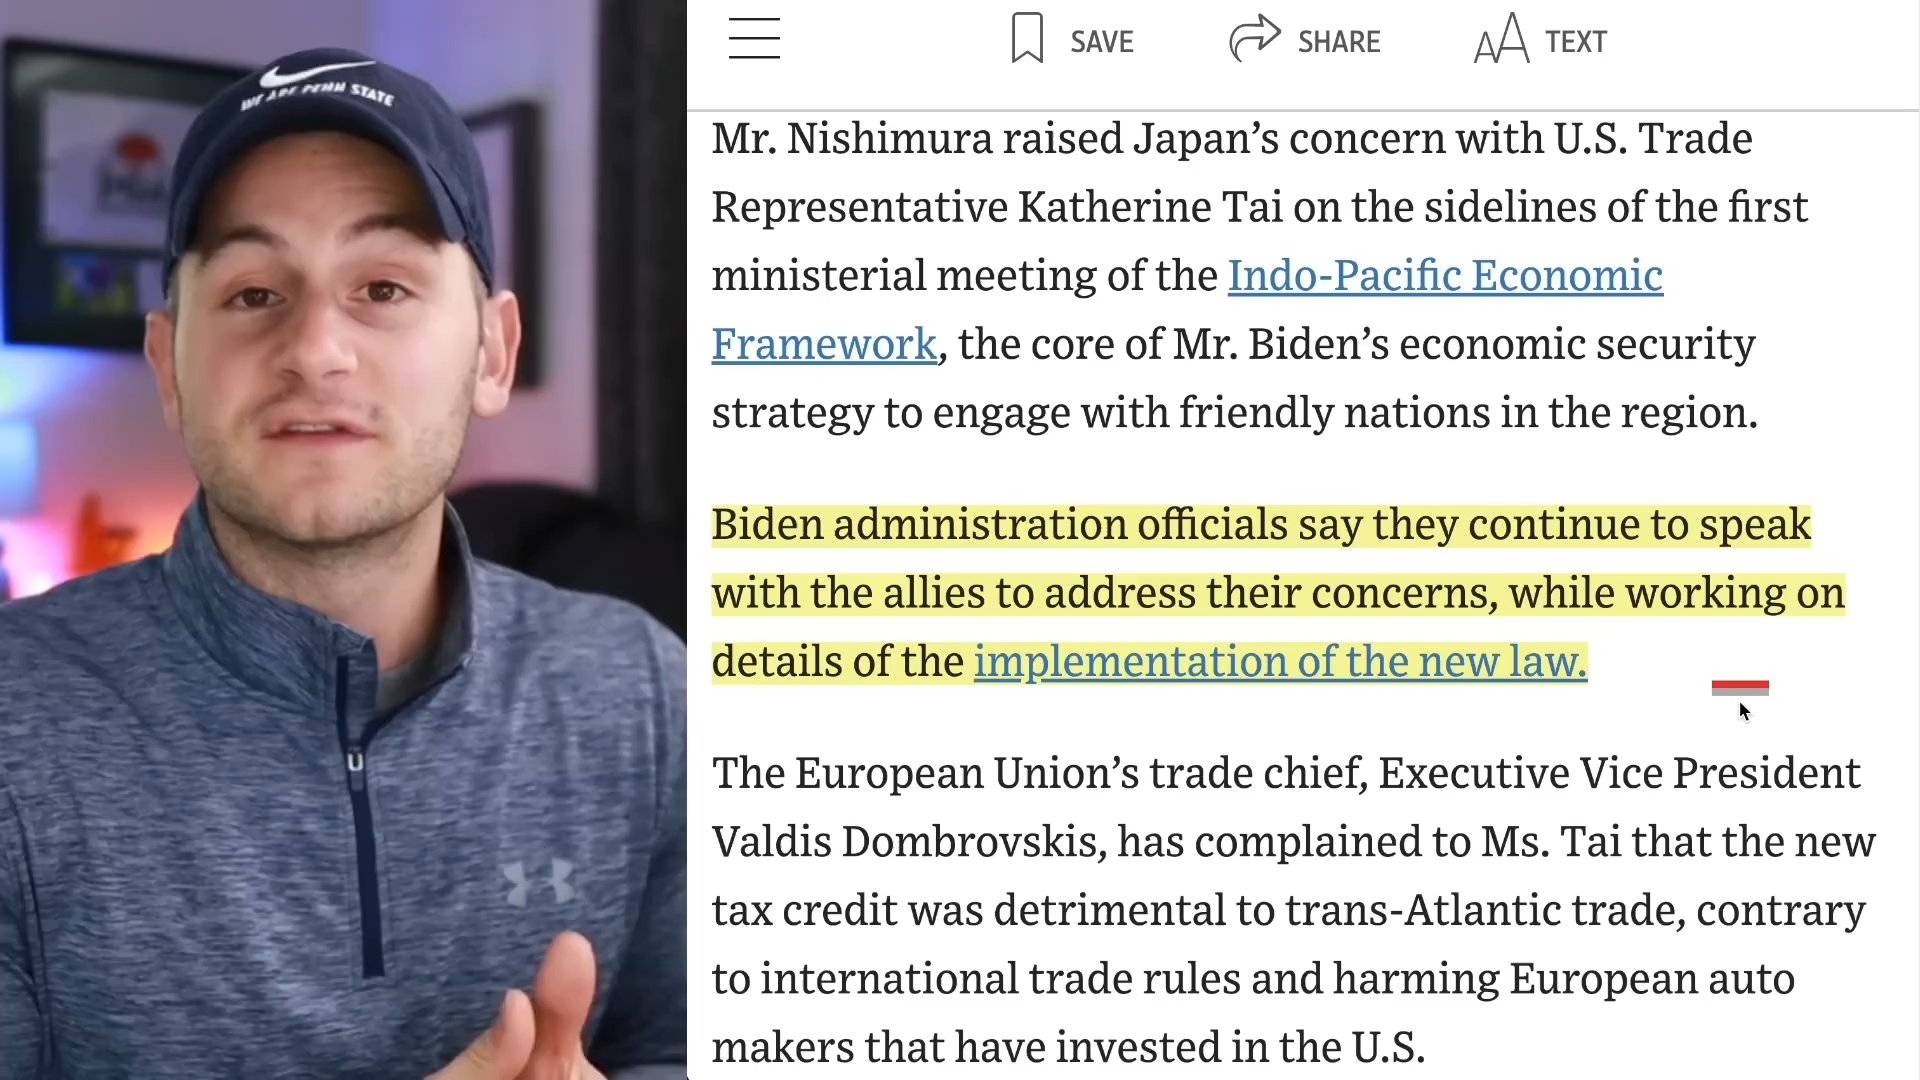 WE ARE PENN STATE
SAVE
SHARE
TEXT
Mr. Nishimura raised Japan’s concern with U.S. Trade
Representative Katherine Tai on the sidelines of the first
ministerial meeting of the Indo-Pacific Economic
Framework, the core of Mr. Biden’s economic security
strategy to engage with friendly nations in the region.
Biden administration officials say they continue to speak
with the allies to address their concerns, while working on
details of the implementation of the new law.
The European Union’s trade chief, Executive Vice President
Valdis Dombrovskis, has complained to Ms. Tai that the new
tax credit was detrimental to trans-Atlantic trade, contrary
to international trade rules and harming European auto
makers that have invested in the U.S.